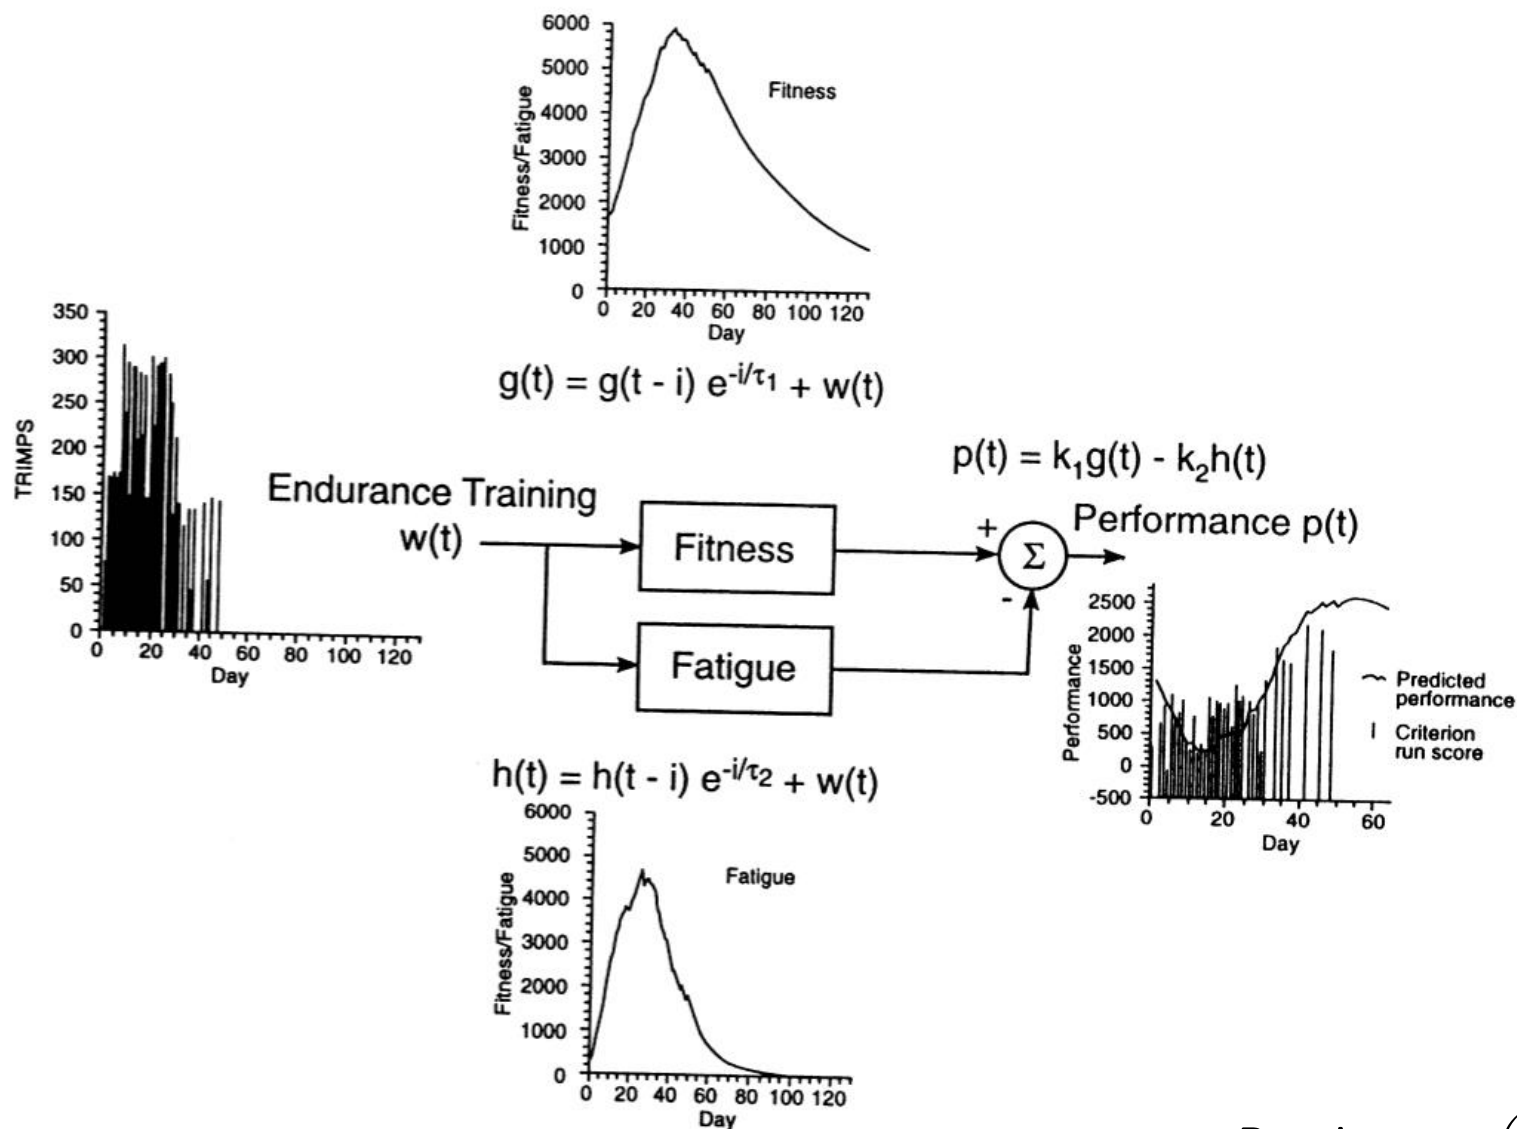 6000
5000
4000
3000
2000
1000
0
Fitness/Fatigue
Fitness
0 20 40 60 80 100 120
Day
g(t) = g(t - i) e^{-i/τ1} + w(t)
350
300
250
200
150
100
50
0
TRIMPS
0 20 40 60 80 100 120
Day
Endurance Training
w(t)
Fitness
Fatigue
+
-
Σ
p(t) = k₁g(t) - k₂h(t)
Performance p(t)
2500
2000
1500
1000
500
0
-500
Performance
0 20 40 60
Day
Predicted
performance
Criterion
run score
h(t) = h(t - i) e^{-i/τ2} + w(t)
6000
5000
4000
3000
2000
1000
0
Fitness/Fatigue
Fatigue
0 20 40 60 80 100 120
Day